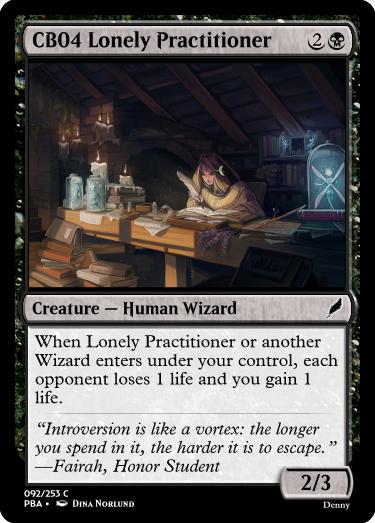 CB04 Lonely Practitioner 2
Creature — Human Wizard
When Lonely Practitioner or another
Wizard enters under your control, each
opponent loses 1 life and you gain 1
life.
“Introversion is like a vortex: the longer
you spend in it, the harder it is to escape.”
—Fairah, Honor Student
2/3
092/253 C
PBA • Dina Norlund
Denny